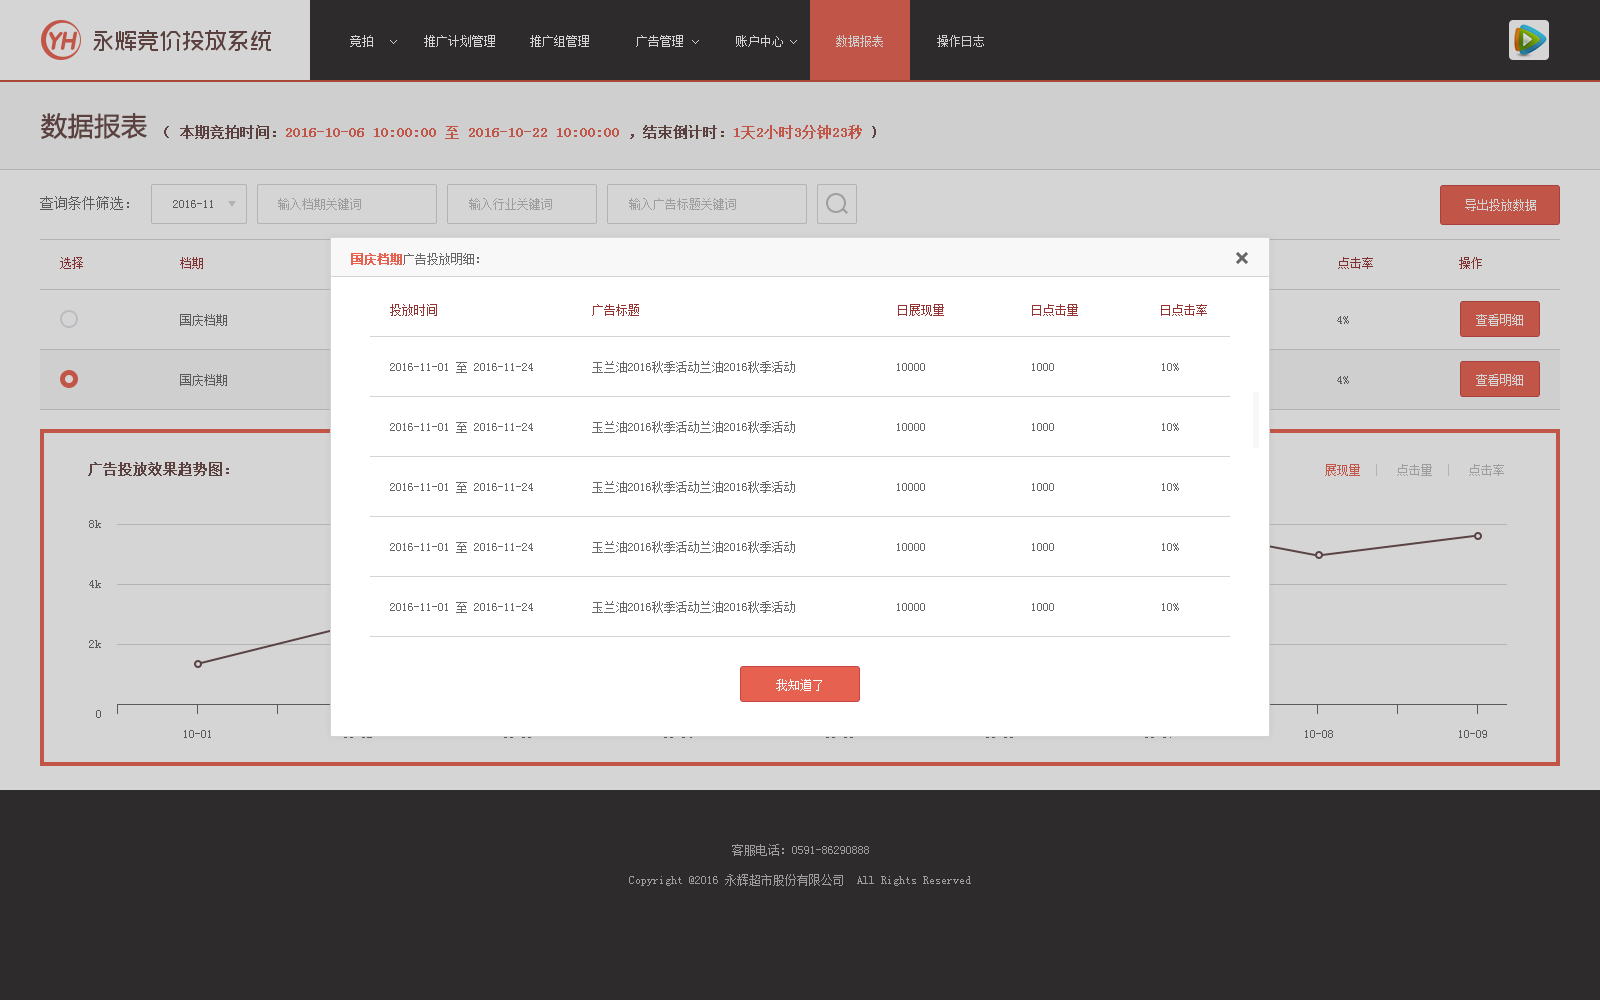 YH 永辉竞价投放系统
竞拍 推广计划管理 推广组管理 广告管理 账户中心 数据报表 操作日志
数据报表 （ 本期竞拍时间：2016-10-06 10:00:00 至 2016-10-22 10:00:00 ，结束倒计时：1天2小时3分钟23秒 ）
查询条件筛选： 2016-11 输入档期关键词 输入行业关键词 输入广告标题关键词 导出投放数据
选择 档期 点击率 操作
国庆档期 4% 查看明细
国庆档期 4% 查看明细
国庆档期广告投放明细：
投放时间 广告标题 日展现量 日点击量 日点击率
2016-11-01 至 2016-11-24 玉兰油2016秋季活动兰油2016秋季活动 10000 1000 10%
2016-11-01 至 2016-11-24 玉兰油2016秋季活动兰油2016秋季活动 10000 1000 10%
2016-11-01 至 2016-11-24 玉兰油2016秋季活动兰油2016秋季活动 10000 1000 10%
2016-11-01 至 2016-11-24 玉兰油2016秋季活动兰油2016秋季活动 10000 1000 10%
2016-11-01 至 2016-11-24 玉兰油2016秋季活动兰油2016秋季活动 10000 1000 10%
我知道了
广告投放效果趋势图： 展现量 点击量 点击率
8k
4k
2k
0
10-01 10-08 10-09
客服电话：0591-86290888
Copyright @2016 永辉超市股份有限公司 All Rights Reserved